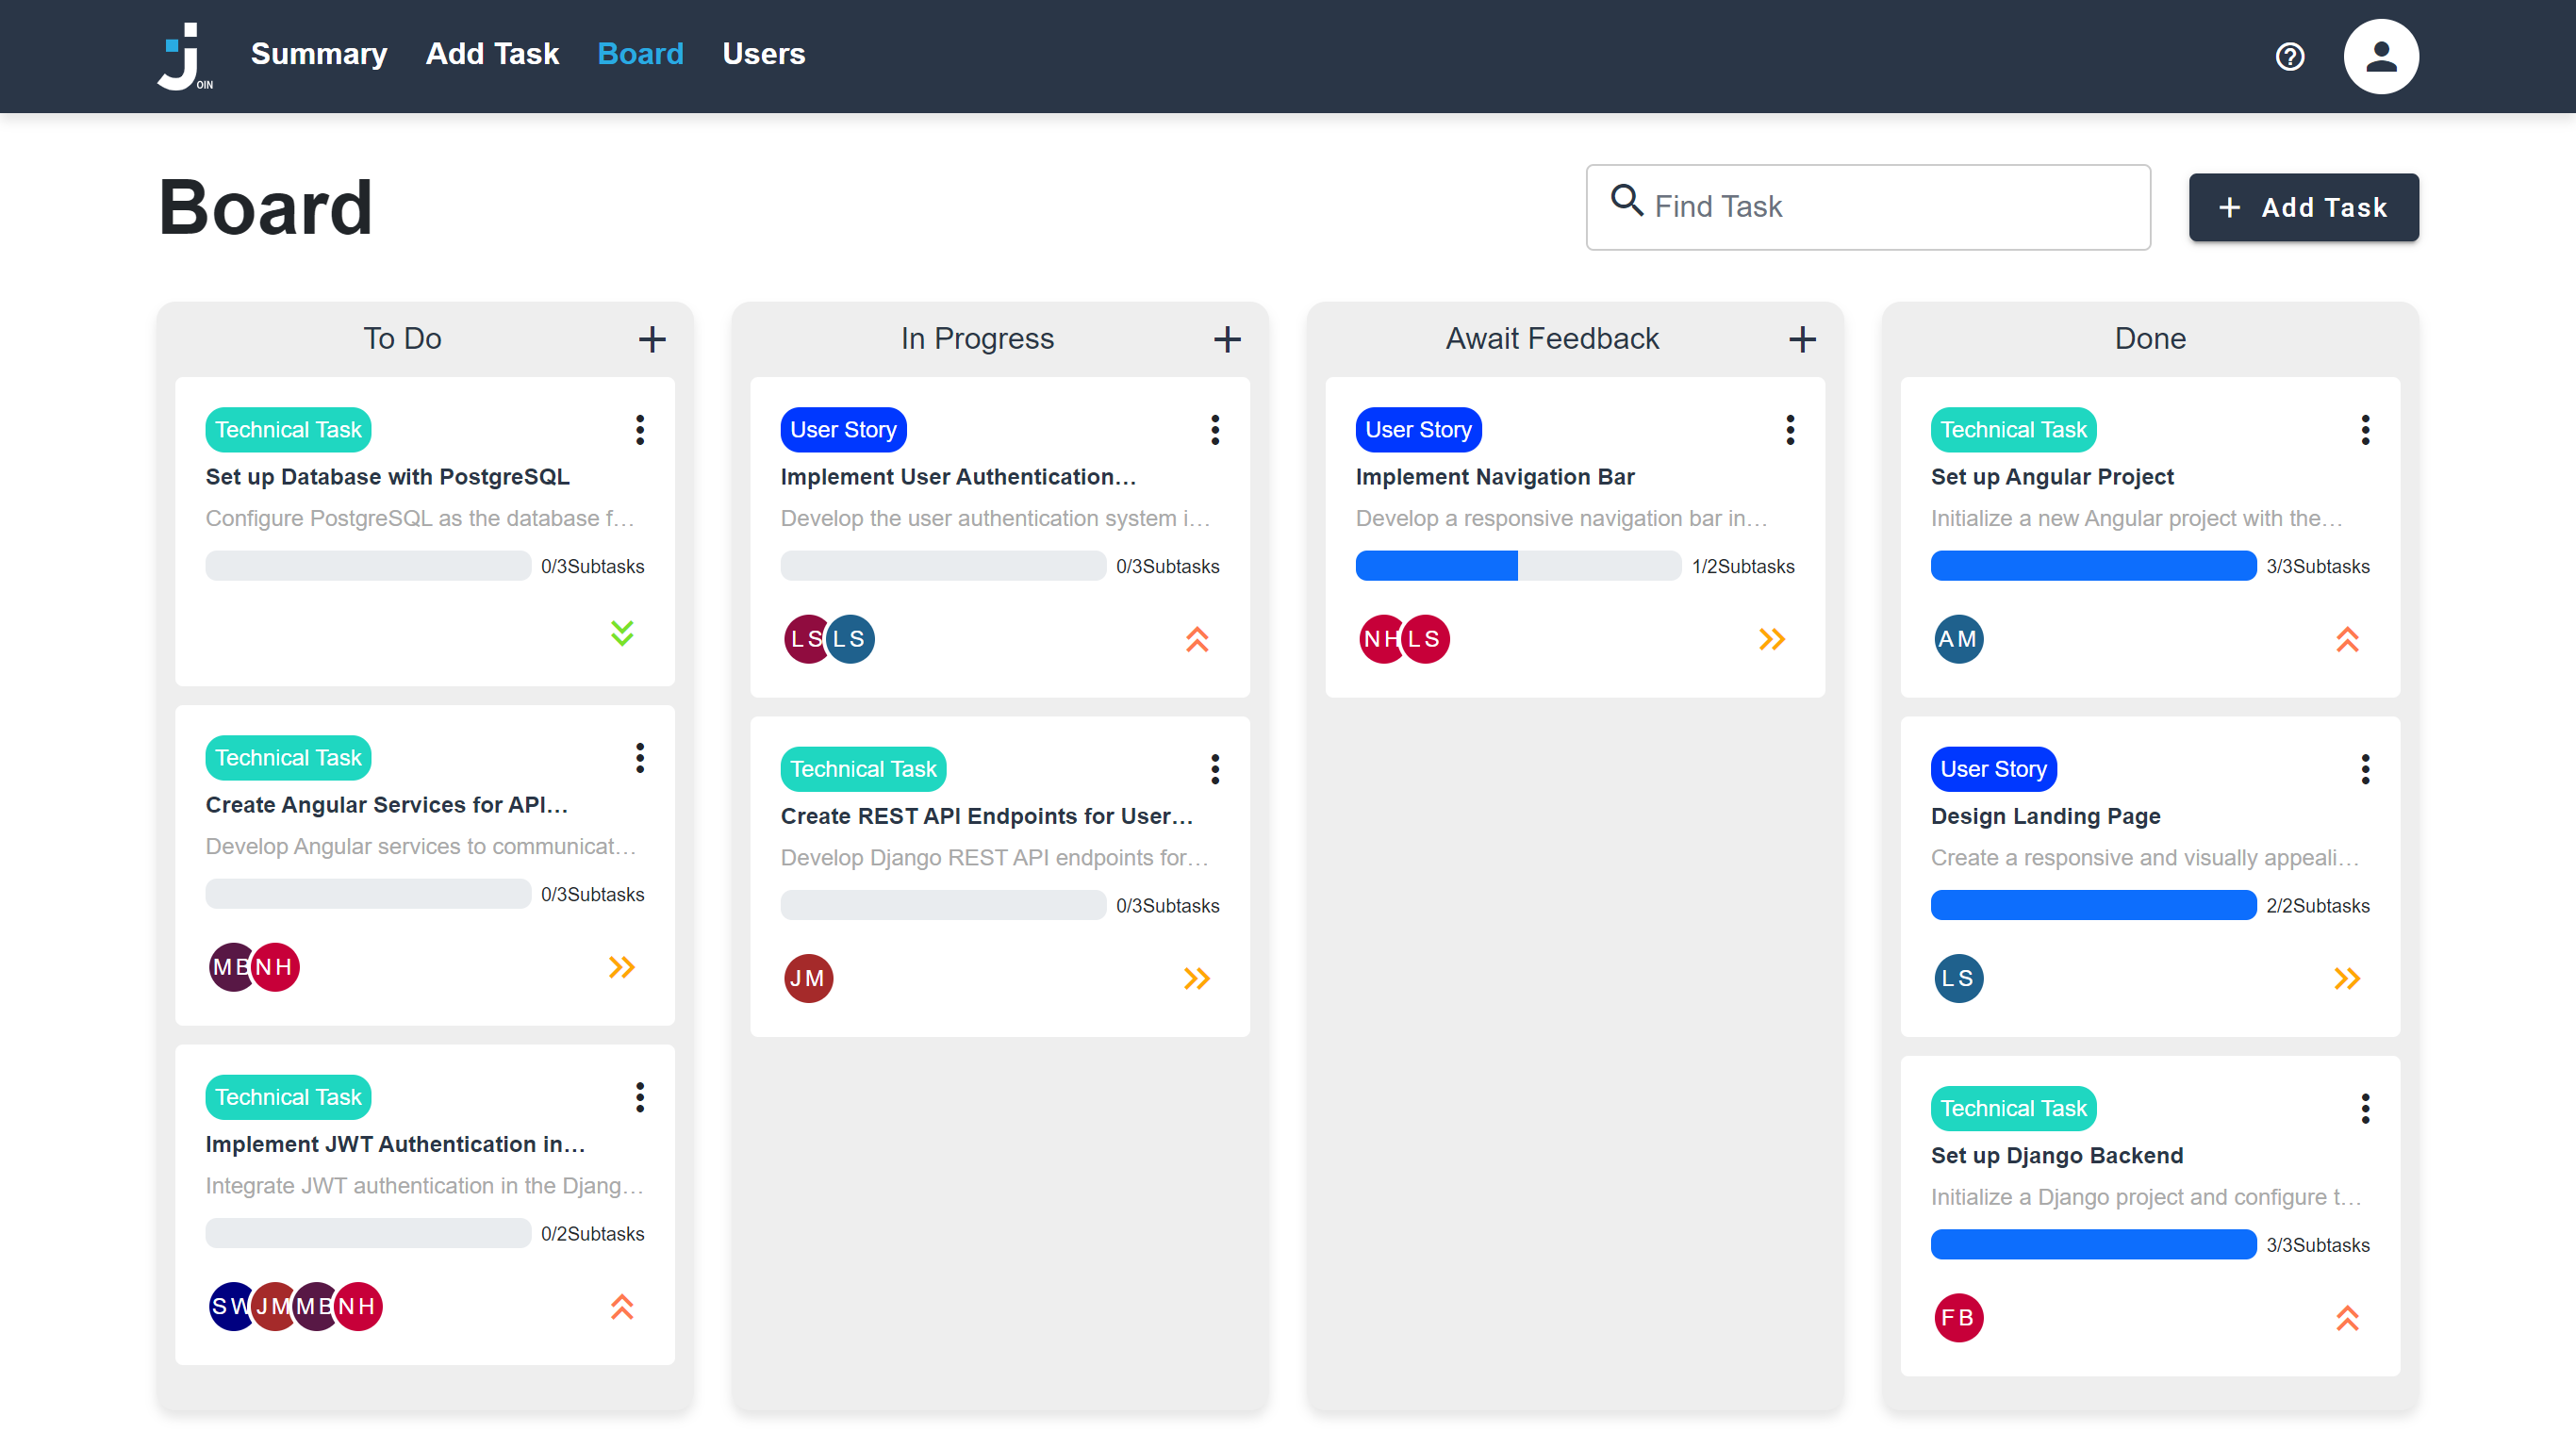 OIN
Summary
Add Task
Board
Users
Board
Find Task
+ Add Task
To Do
Technical Task
Set up Database with PostgreSQL
Configure PostgreSQL as the database f...
0/3Subtasks
Technical Task
Create Angular Services for API...
Develop Angular services to communicat...
0/3Subtasks
MB
NH
Technical Task
Implement JWT Authentication in...
Integrate JWT authentication in the Djang...
0/2Subtasks
SW
JM
MB
NH
In Progress
User Story
Implement User Authentication...
Develop the user authentication system i...
0/3Subtasks
LS
LS
Technical Task
Create REST API Endpoints for User...
Develop Django REST API endpoints for...
0/3Subtasks
JM
Await Feedback
User Story
Implement Navigation Bar
Develop a responsive navigation bar in...
1/2Subtasks
NH
LS
Done
Technical Task
Set up Angular Project
Initialize a new Angular project with the...
3/3Subtasks
AM
User Story
Design Landing Page
Create a responsive and visually appeali...
2/2Subtasks
LS
Technical Task
Set up Django Backend
Initialize a Django project and configure t...
3/3Subtasks
FB